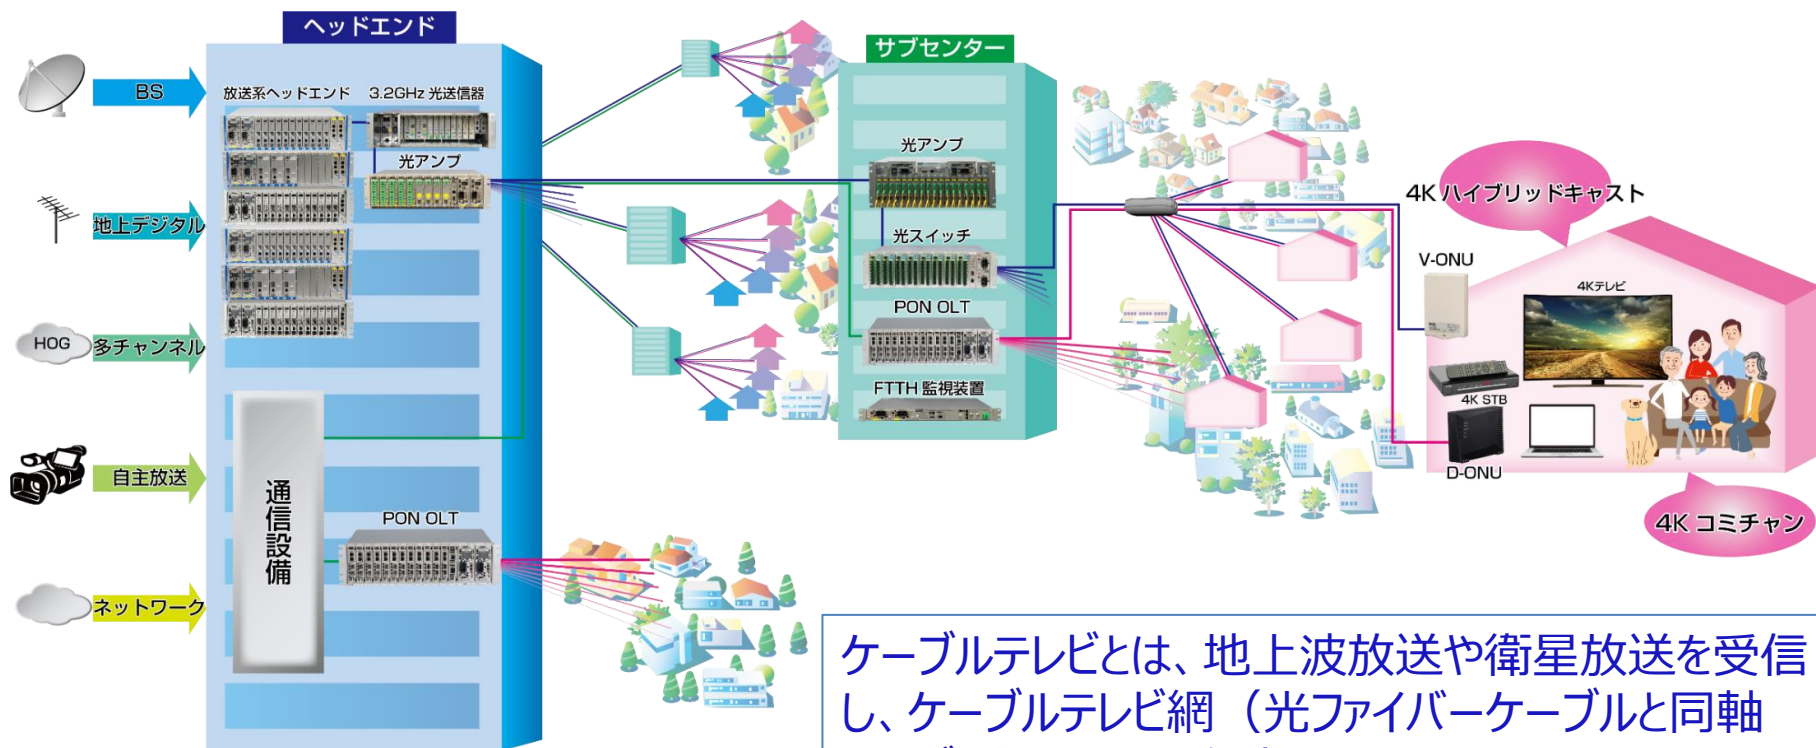 ヘッドエンド
サブセンター
BS
地上デジタル
HOG
多チャンネル
自主放送
ネットワーク
放送系ヘッドエンド
3.2GHz 光送信器
光アンプ
通信設備
PON OLT
光アンプ
光スイッチ
PON OLT
FTTH 監視装置
4K ハイブリッドキャスト
V-ONU
4Kテレビ
4K STB
D-ONU
4K コミチャン
ケーブルテレビとは、地上波放送や衛星放送を受信
し、ケーブルテレビ網（光ファイバーケーブルと同軸